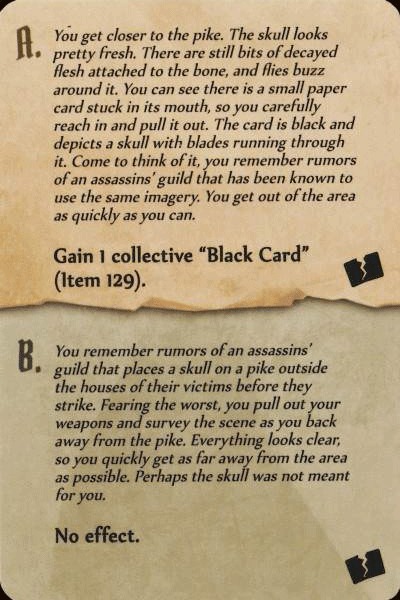 A. You get closer to the pike. The skull looks
pretty fresh. There are still bits of decayed
flesh attached to the bone, and flies buzz
around it. You can see there is a small paper
card stuck in its mouth, so you carefully
reach in and pull it out. The card is black and
depicts a skull with blades running through
it. Come to think of it, you remember rumors
of an assassins' guild that has been known to
use the same imagery. You get out of the area
as quickly as you can.
Gain 1 collective “Black Card”
(Item 129).
B. You remember rumors of an assassins'
guild that places a skull on a pike outside
the houses of their victims before they
strike. Fearing the worst, you pull out your
weapons and survey the scene as you back
away from the pike. Everything looks clear,
so you quickly get as far away from the area
as possible. Perhaps the skull was not meant
for you.
No effect.